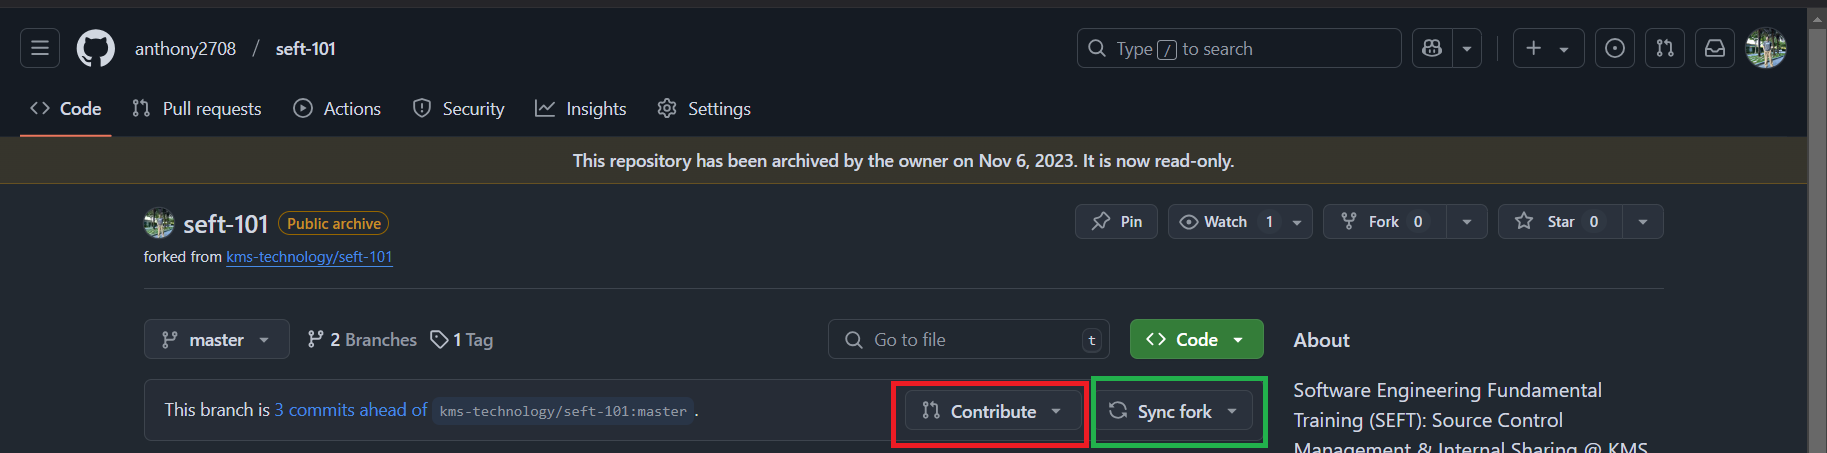 anthony2708 / seft-101
Type / to search
Code Pull requests Actions Security Insights Settings
This repository has been archived by the owner on Nov 6, 2023. It is now read-only.
seft-101 Public archive
Pin Watch 1 Fork 0 Star 0
forked from kms-technology/seft-101
master 2 Branches 1 Tag
Go to file t
Code
About
This branch is 3 commits ahead of kms-technology/seft-101:master.
Contribute
Sync fork
Software Engineering Fundamental
Training (SEFT): Source Control
Management & Internal Sharing @ KMS